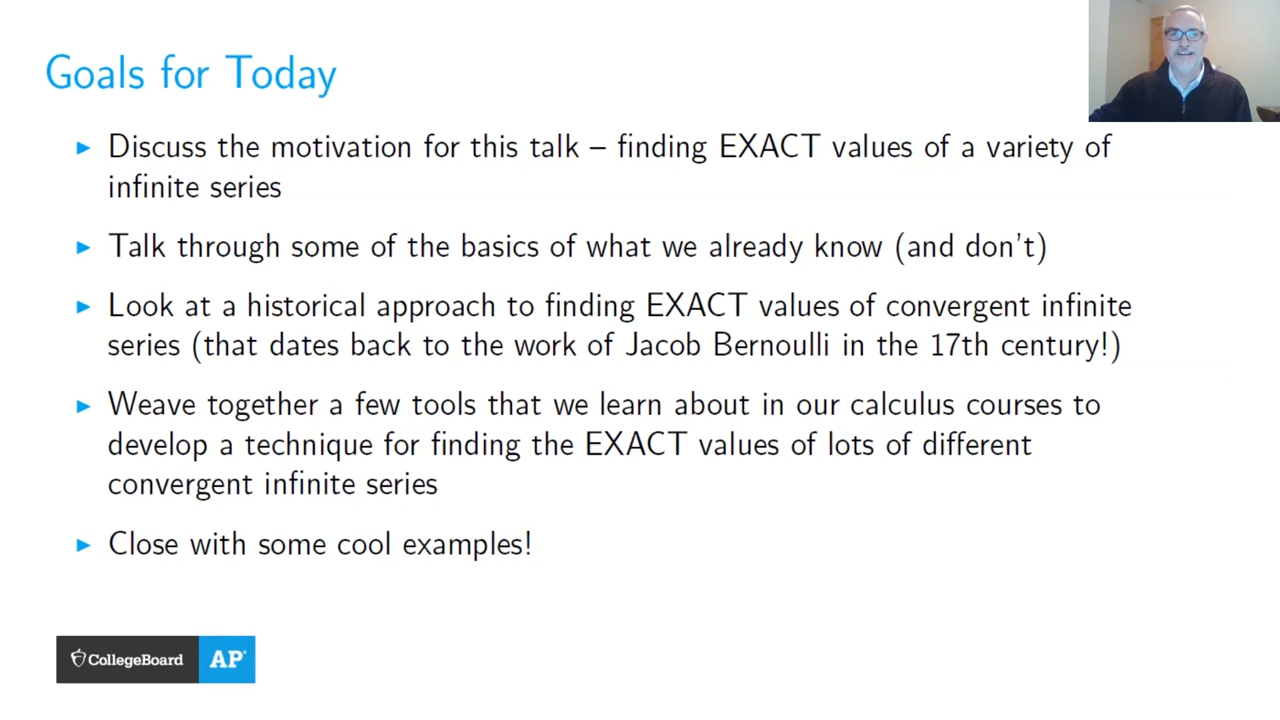 Goals for Today
▶ Discuss the motivation for this talk – finding EXACT values of a variety of
infinite series
▶ Talk through some of the basics of what we already know (and don't)
▶ Look at a historical approach to finding EXACT values of convergent infinite
series (that dates back to the work of Jacob Bernoulli in the 17th century!)
▶ Weave together a few tools that we learn about in our calculus courses to
develop a technique for finding the EXACT values of lots of different
convergent infinite series
▶ Close with some cool examples!
CollegeBoard AP®